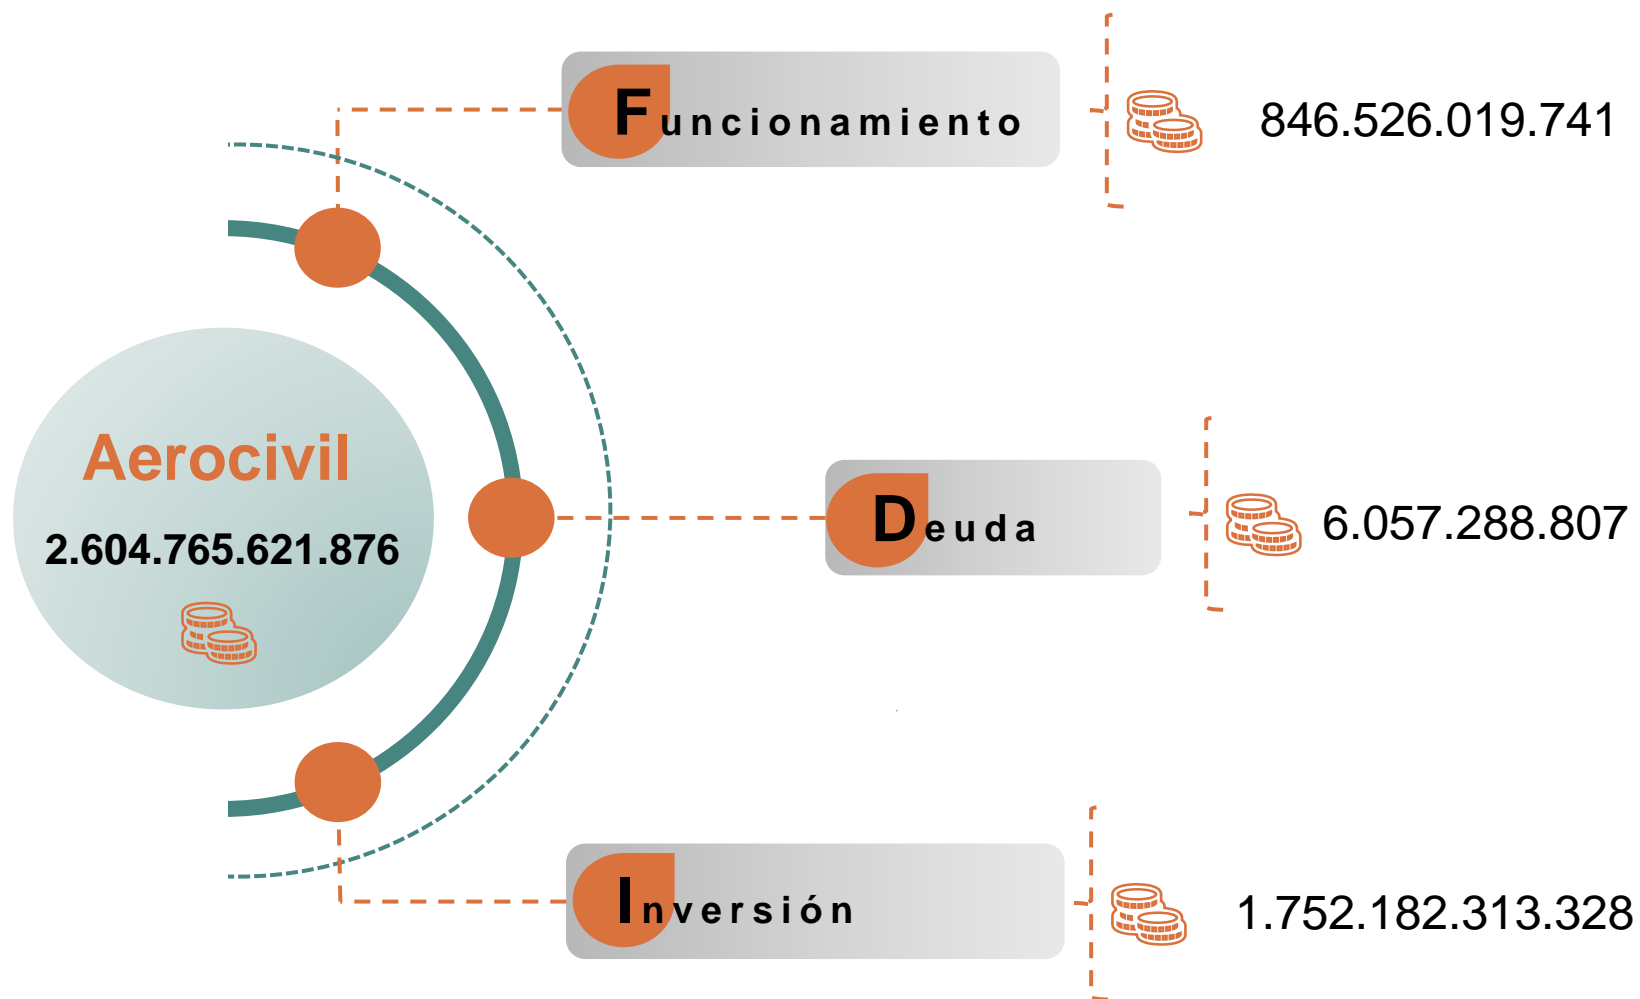 Funcionamiento
846.526.019.741
Aerocivil
2.604.765.621.876
Deuda
6.057.288.807
Inversión
1.752.182.313.328